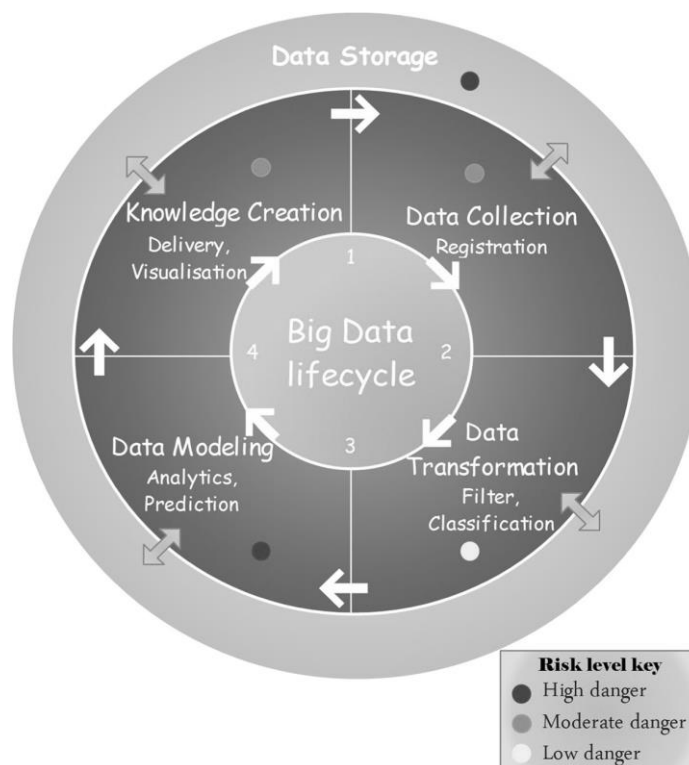 Data Storage
Knowledge Creation
Delivery,
Visualisation
Data Collection
Registration
1
Big Data
lifecycle
4
2
3
Data Modeling
Analytics,
Prediction
Data
Transformation
Filter,
Classification
Risk level key
High danger
Moderate danger
Low danger